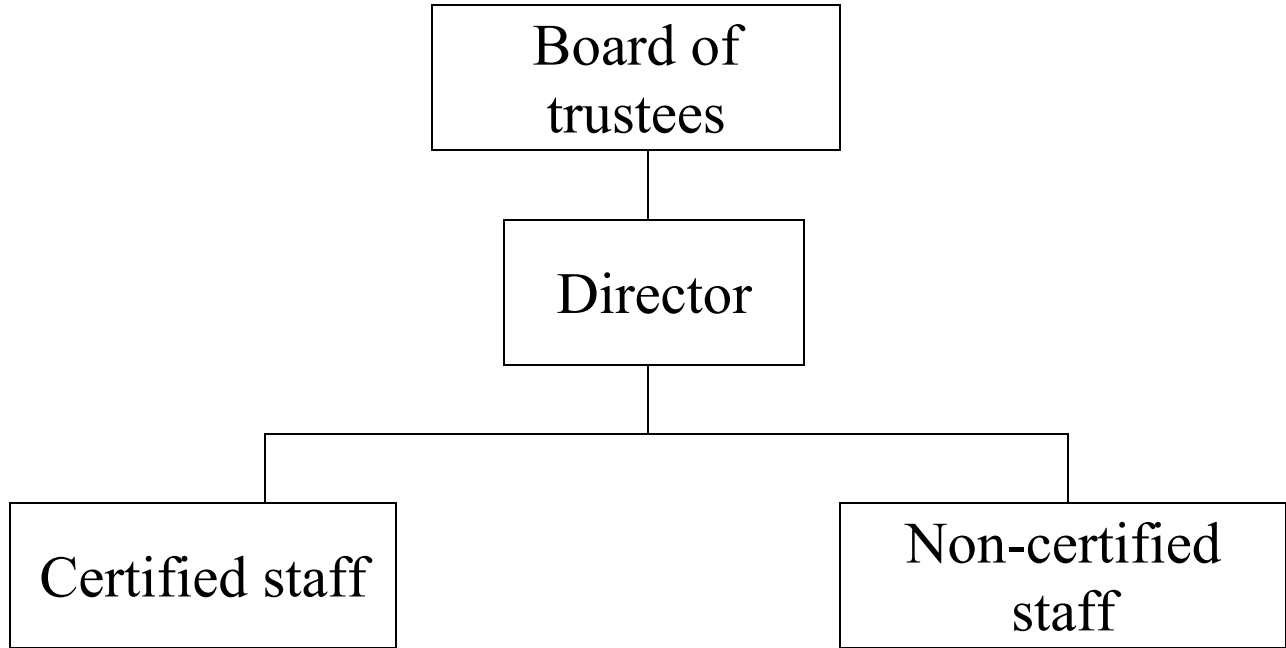 Board of
trustees
Director
Certified staff
Non-certified
staff